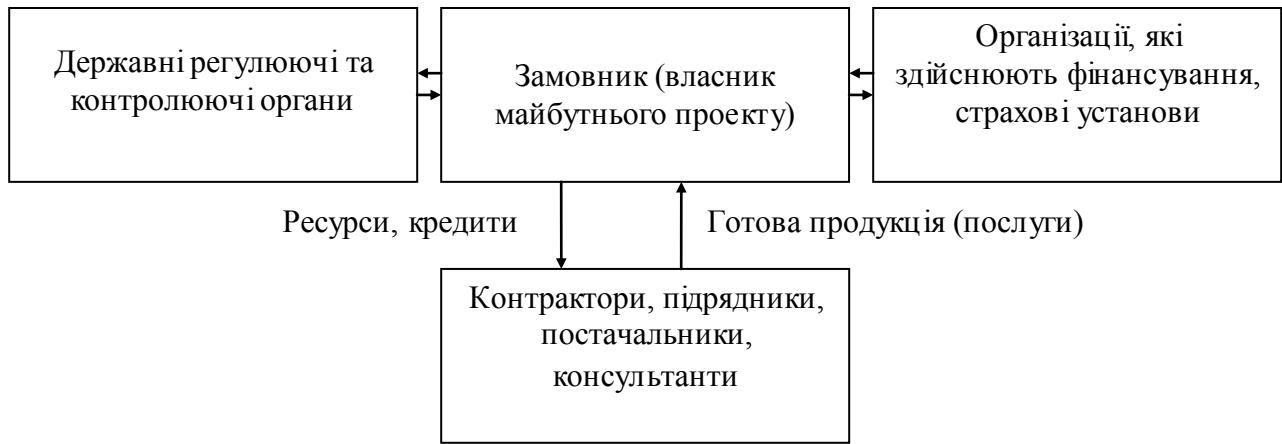 Державні регулюючі та
контролюючі органи
Замовник (власник
майбутнього проекту)
Організації, які
здійснюють фінансування,
страхові установи
Ресурси, кредити
Готова продукція (послуги)
Контрактори, підрядники,
постачальники,
консультанти